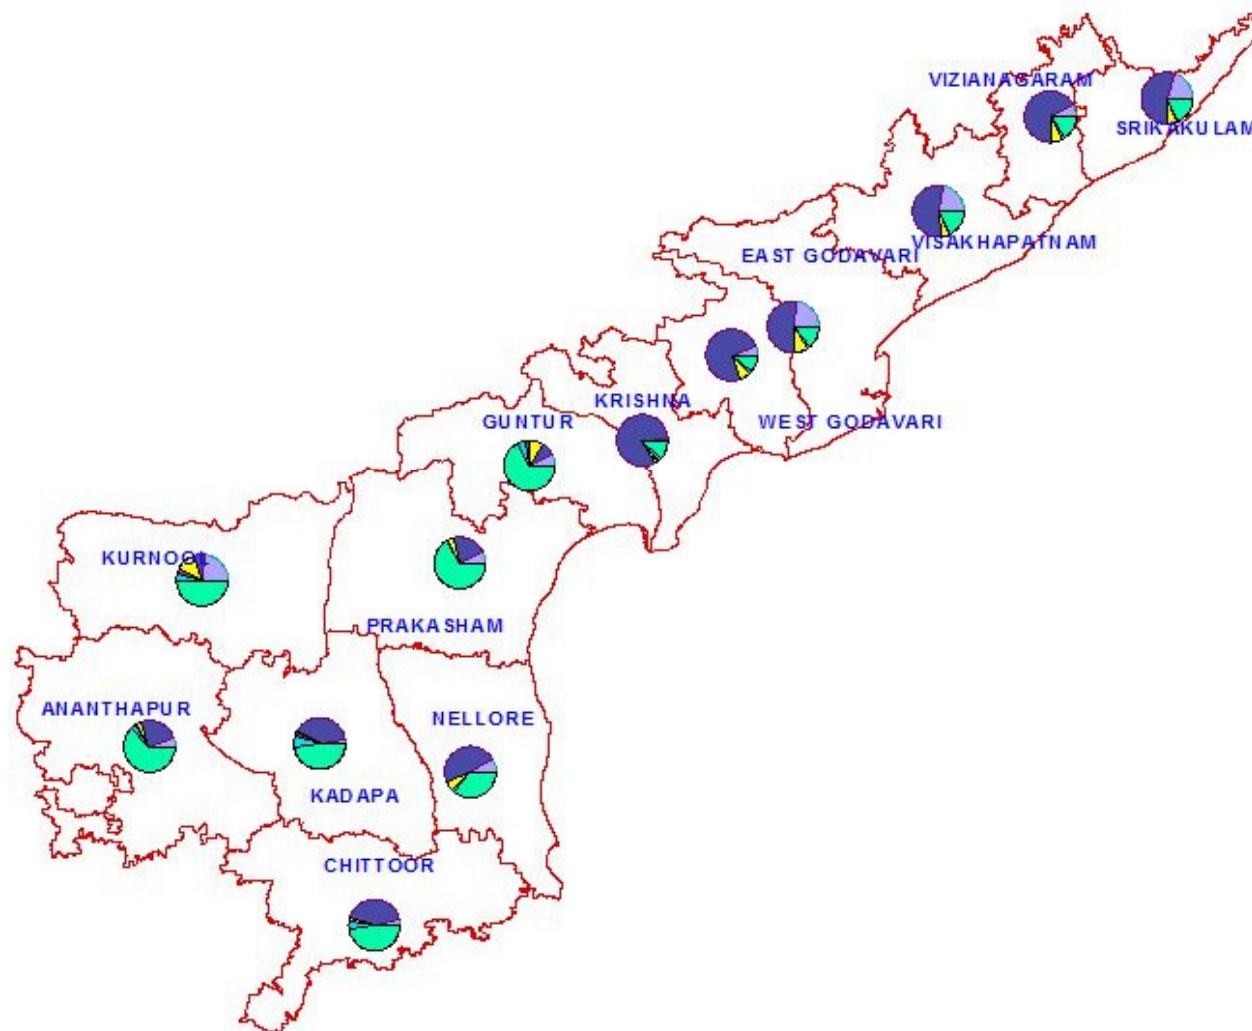 VIZIANAGARAM
SRIKAKULAM
VISAKHAPATNAM
EAST GODAVARI
KRISHNA
GUNTUR
WEST GODAVARI
KURNOOL
PRAKASHAM
ANANTHAPUR
NELLORE
KADAPA
CHITTOOR